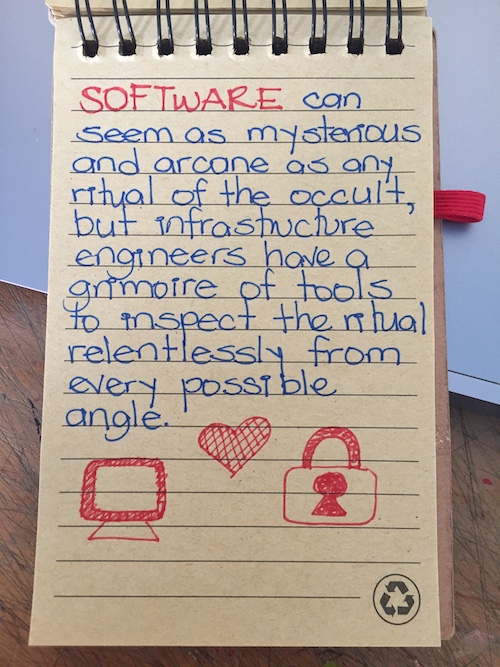 SOFTWARE can
seem as mysterious
and arcane as any
ritual of the occult,
but infrastructure
engineers have a
grimoire of tools
to inspect the ritual
relentlessly from
every possible
angle.